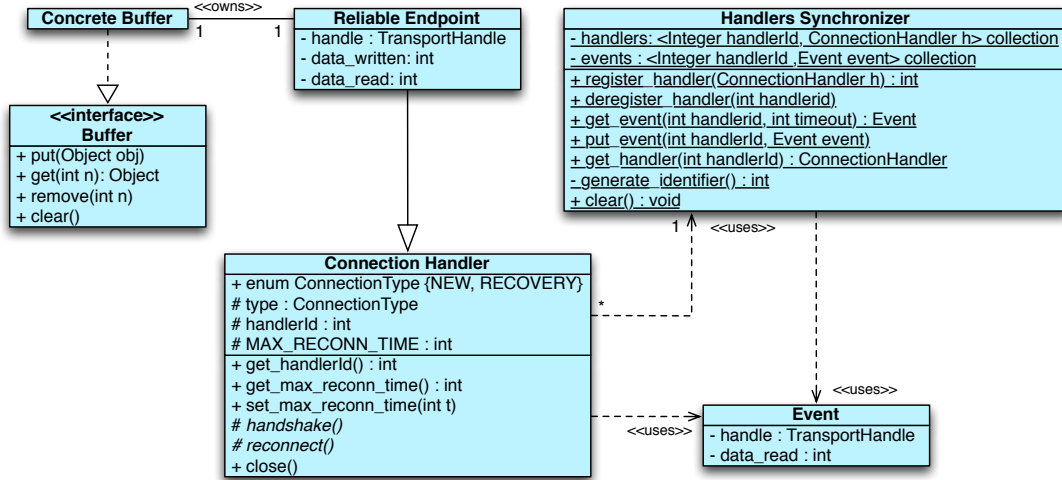 Concrete Buffer
<<owns>>
1
1
Reliable Endpoint
- handle : TransportHandle
- data_written: int
- data_read: int
Handlers Synchronizer
- handlers: <Integer handlerId, ConnectionHandler h> collection
- events : <Integer handlerId ,Event event> collection
+ register_handler(ConnectionHandler h) : int
+ deregister_handler(int handlerid)
+ get_event(int handlerid, int timeout) : Event
+ put_event(int handlerId, Event event)
+ get_handler(int handlerId) : ConnectionHandler
- generate_identifier() : int
+ clear() : void
<<interface>>
Buffer
+ put(Object obj)
+ get(int n): Object
+ remove(int n)
+ clear()
1
<<uses>>
Connection Handler
+ enum ConnectionType {NEW, RECOVERY}
# type : ConnectionType
# handlerId : int
# MAX_RECONN_TIME : int
+ get_handlerId() : int
+ get_max_reconn_time() : int
+ set_max_reconn_time(int t)
# handshake()
# reconnect()
+ close()
*
<<uses>>
<<uses>>
Event
- handle : TransportHandle
- data_read : int